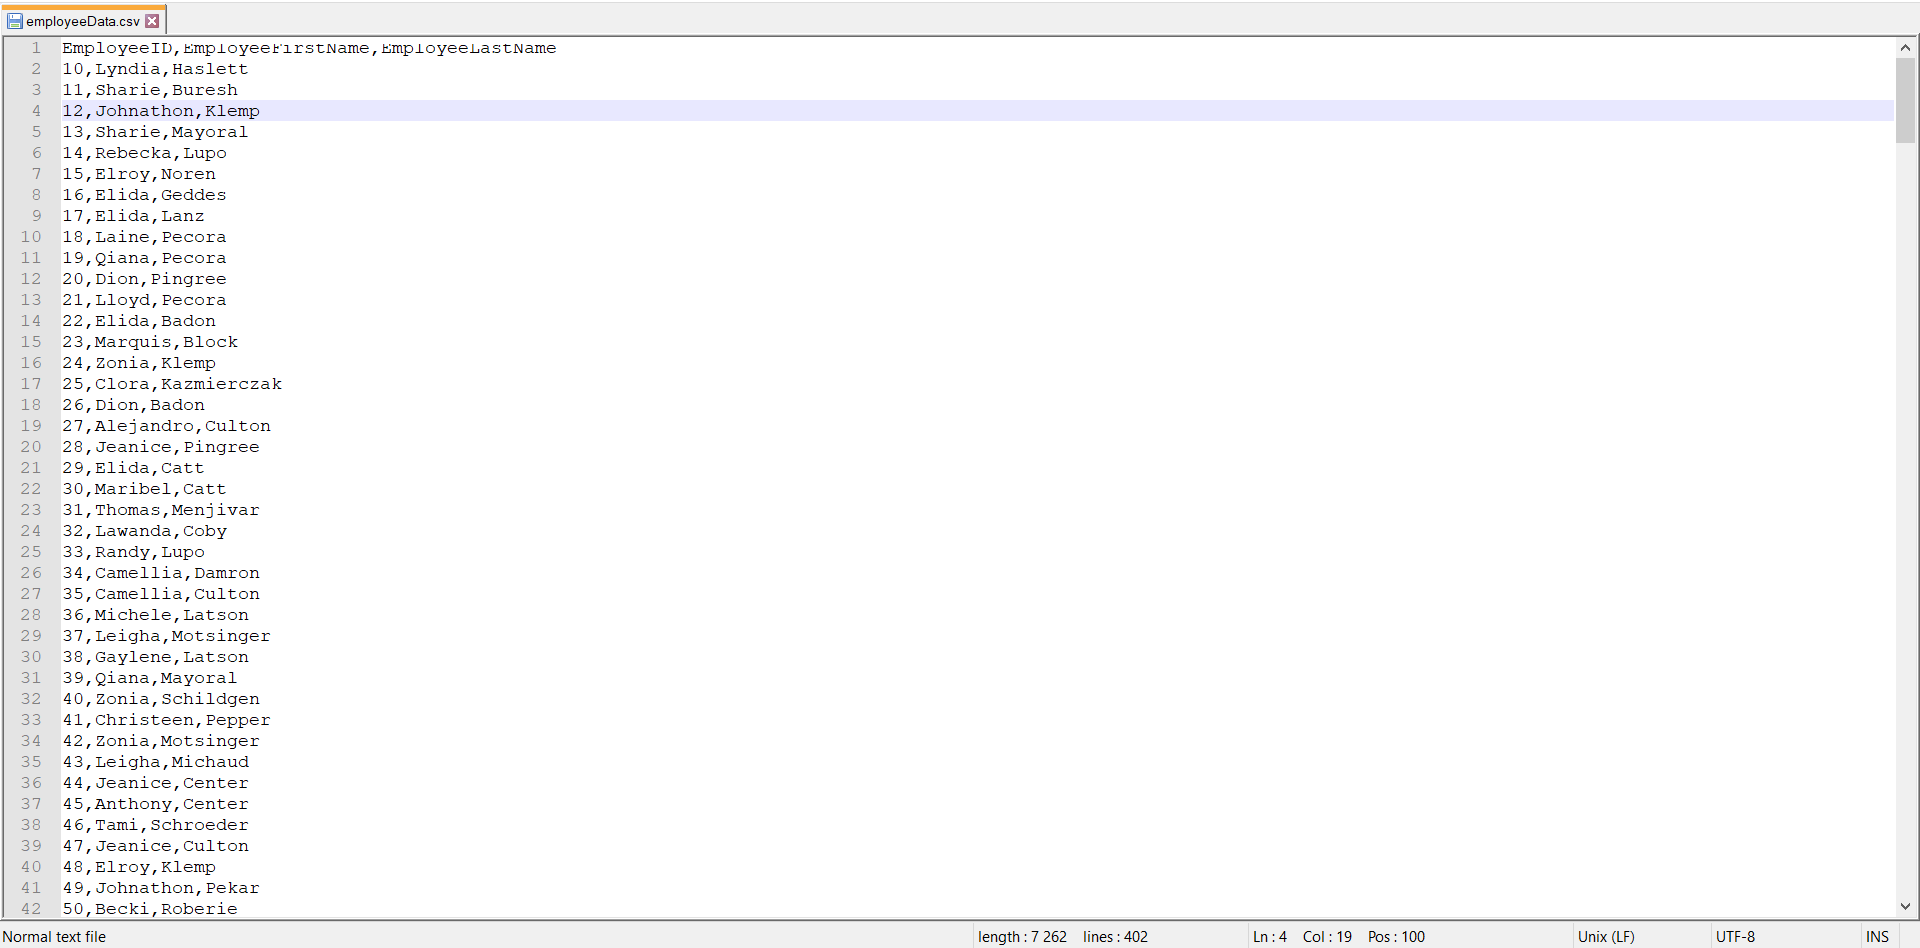 employeeData.csv
1 EmployeeID,EmployeeFirstName,EmployeeLastName
2 10,Lyndia,Haslett
3 11,Sharie,Buresh
4 12,Johnathon,Klemp
5 13,Sharie,Mayoral
6 14,Rebecka,Lupo
7 15,Elroy,Noren
8 16,Elida,Geddes
9 17,Elida,Lanz
10 18,Laine,Pecora
11 19,Qiana,Pecora
12 20,Dion,Pingree
13 21,Lloyd,Pecora
14 22,Elida,Badon
15 23,Marquis,Block
16 24,Zonia,Klemp
17 25,Clora,Kazmierczak
18 26,Dion,Badon
19 27,Alejandro,Culton
20 28,Jeanice,Pingree
21 29,Elida,Catt
22 30,Maribel,Catt
23 31,Thomas,Menjivar
24 32,Lawanda,Coby
25 33,Randy,Lupo
26 34,Camellia,Damron
27 35,Camellia,Culton
28 36,Michele,Latson
29 37,Leigha,Motsinger
30 38,Gaylene,Latson
31 39,Qiana,Mayoral
32 40,Zonia,Schildgen
33 41,Christeen,Pepper
34 42,Zonia,Motsinger
35 43,Leigha,Michaud
36 44,Jeanice,Center
37 45,Anthony,Center
38 46,Tami,Schroeder
39 47,Jeanice,Culton
40 48,Elroy,Klemp
41 49,Johnathon,Pekar
42 50,Becki,Roberie
Normal text file length : 7 262 lines : 402 Ln : 4 Col : 19 Pos : 100 Unix (LF) UTF-8 INS